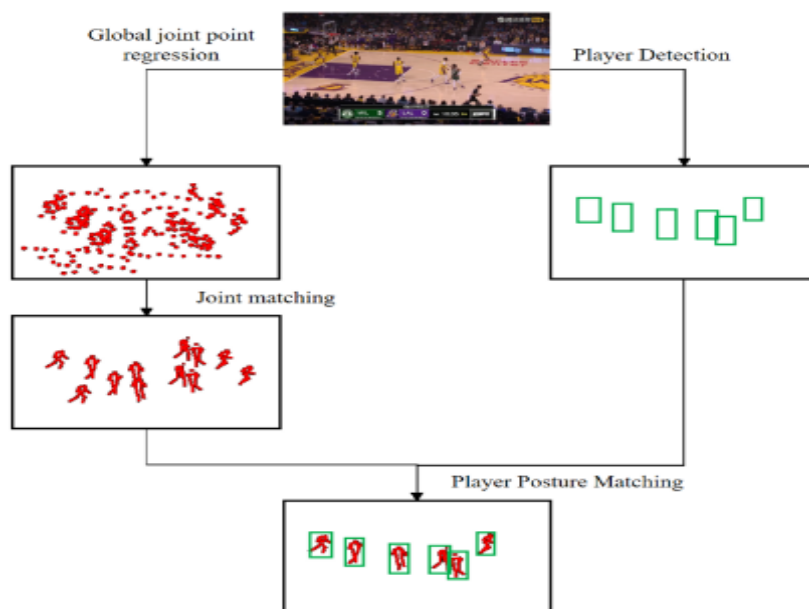 Global joint point
regression
Player Detection
Joint matching
Player Posture Matching